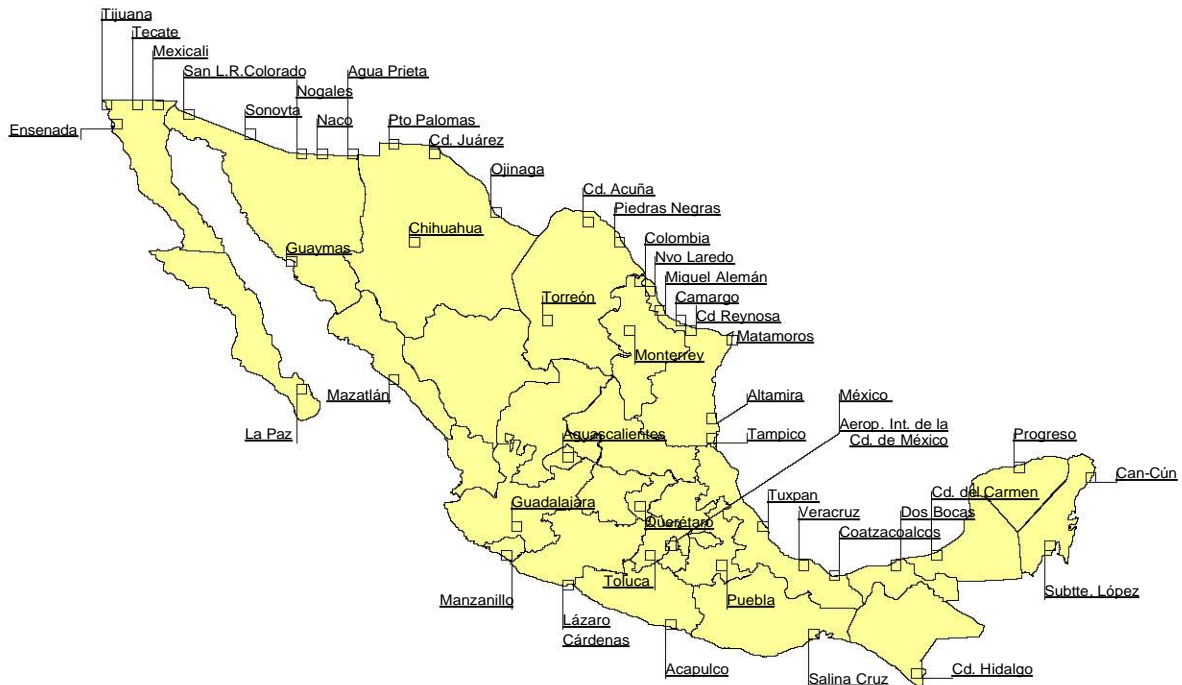 Tijuana
Tecate
Mexicali
San L.R.Colorado
Agua Prieta
Nogales
Sonoyta
Naco
Pto Palomas
Ensenada
Cd. Juárez
Ojinaga
Cd. Acuña
Piedras Negras
Chihuahua
Colombia
Guaymas
Nvo Laredo
Miguel Alemán
Torreón
Camargo
Cd Reynosa
Matamoros
Monterrey
Mazatlán
Altamira
México
La Paz
Aguascalientes
Tampico
Aerop. Int. de la
Cd. de México
Progreso
Can-Cún
Guadalajara
Querétaro
Tuxpan
Veracruz
Cd. del Carmen
Dos Bocas
Coatzacoalcos
Manzanillo
Toluca
Puebla
Subtte. López
Lázaro
Cárdenas
Acapulco
Salina Cruz
Cd. Hidalgo